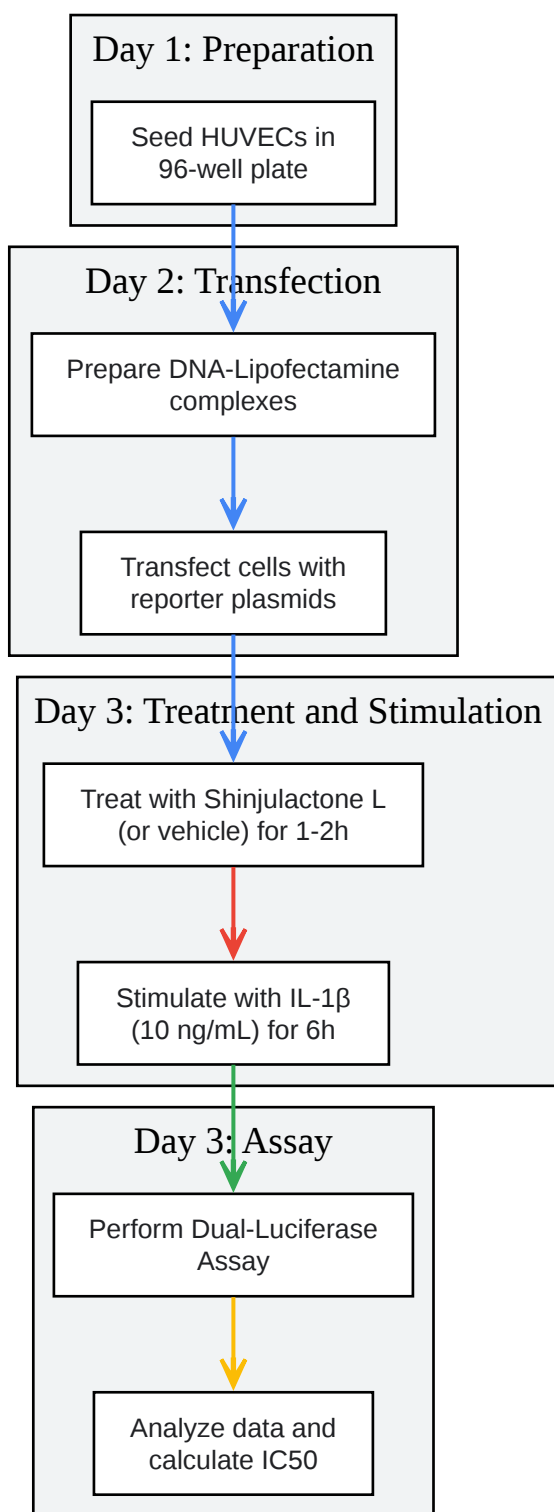 Day 1: Preparation
Seed HUVECs in
96-well plate
Day 2: Transfection
Prepare DNA-Lipofectamine
complexes
Transfect cells with
reporter plasmids
Day 3: Treatment and Stimulation
Treat with Shinjulactone L
(or vehicle) for 1-2h
Stimulate with IL-1β
(10 ng/mL) for 6h
Day 3: Assay
Perform Dual-Luciferase
Assay
Analyze data and
calculate IC50